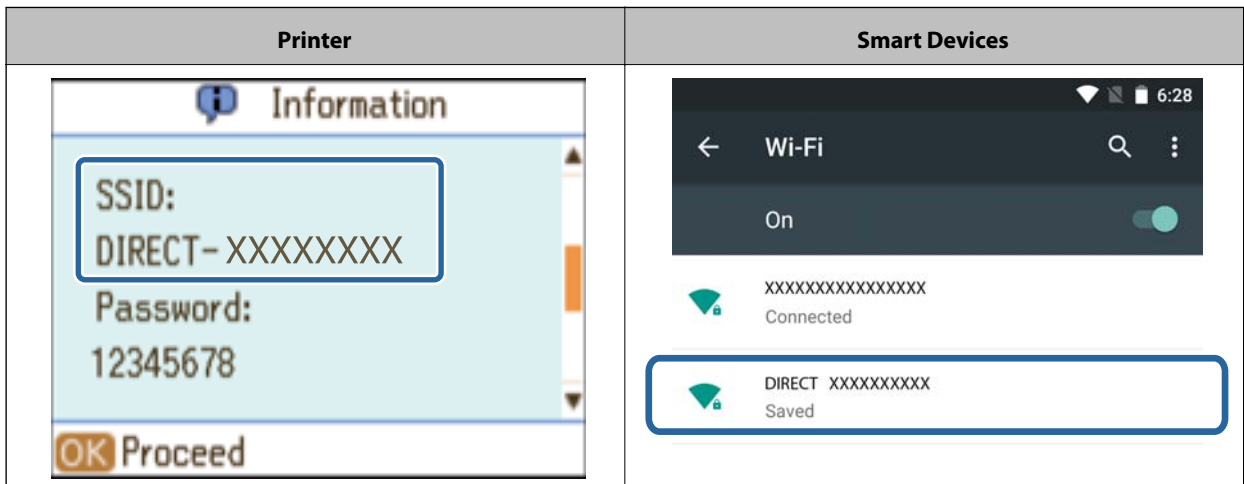 Printer
Smart Devices
Information
SSID:
DIRECT-XXXXXXXX
Password:
12345678
OK Proceed
6:28
Wi-Fi
On
XXXXXXXXXXXXXXXX
Connected
DIRECT XXXXXXXXXX
Saved